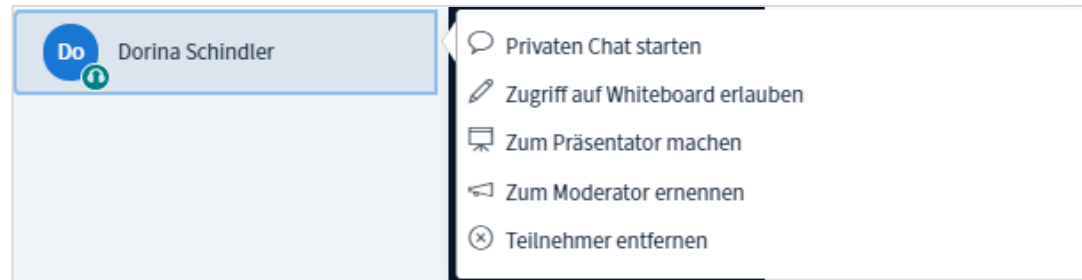 Do Dorina Schindler
Privaten Chat starten
Zugriff auf Whiteboard erlauben
Zum Präsentator machen
Zum Moderator ernennen
Teilnehmer entfernen